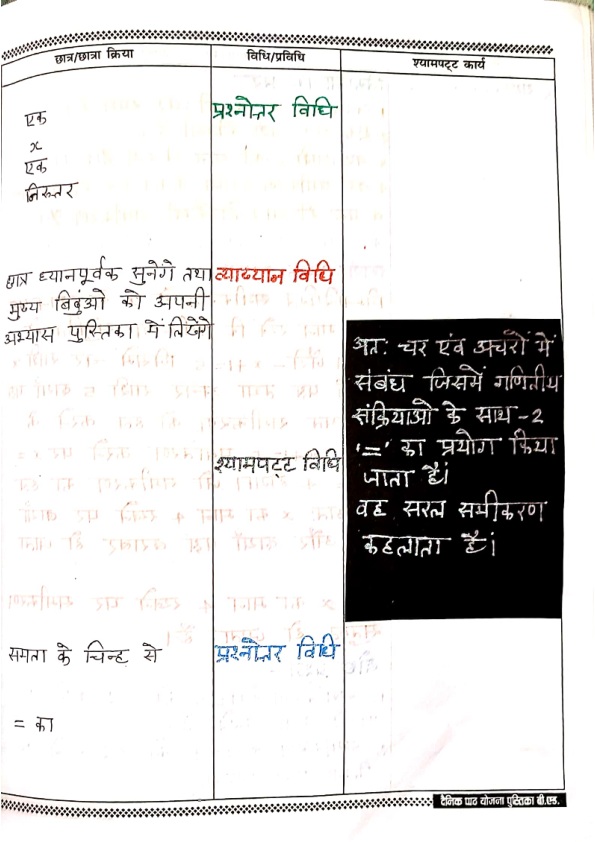 छात्र/छात्रा क्रिया
विधि/प्रविधि
श्यामपट्ट कार्य
एक
x
एक
निरुत्तर
प्रश्नोत्तर विधि
छात्र ध्यानपूर्वक सुनेंगे तथा
मुख्य बिंदुओ को अपनी
अभ्यास पुस्तिका में लिखेंगे
व्याख्यान विधि
श्यामपट्ट विधि
अत: चर एंव अचरों में
संबंध जिसमें गणितीय
संक्रियाओ के साथ-2
'=' का प्रयोग किया
जाता है।
वह सरल समीकरण
कहलाता है।
समता के चिन्ह से
= का
प्रश्नोत्तर विधि
दैनिक पाठ योजना पुस्तिका बी.एड.